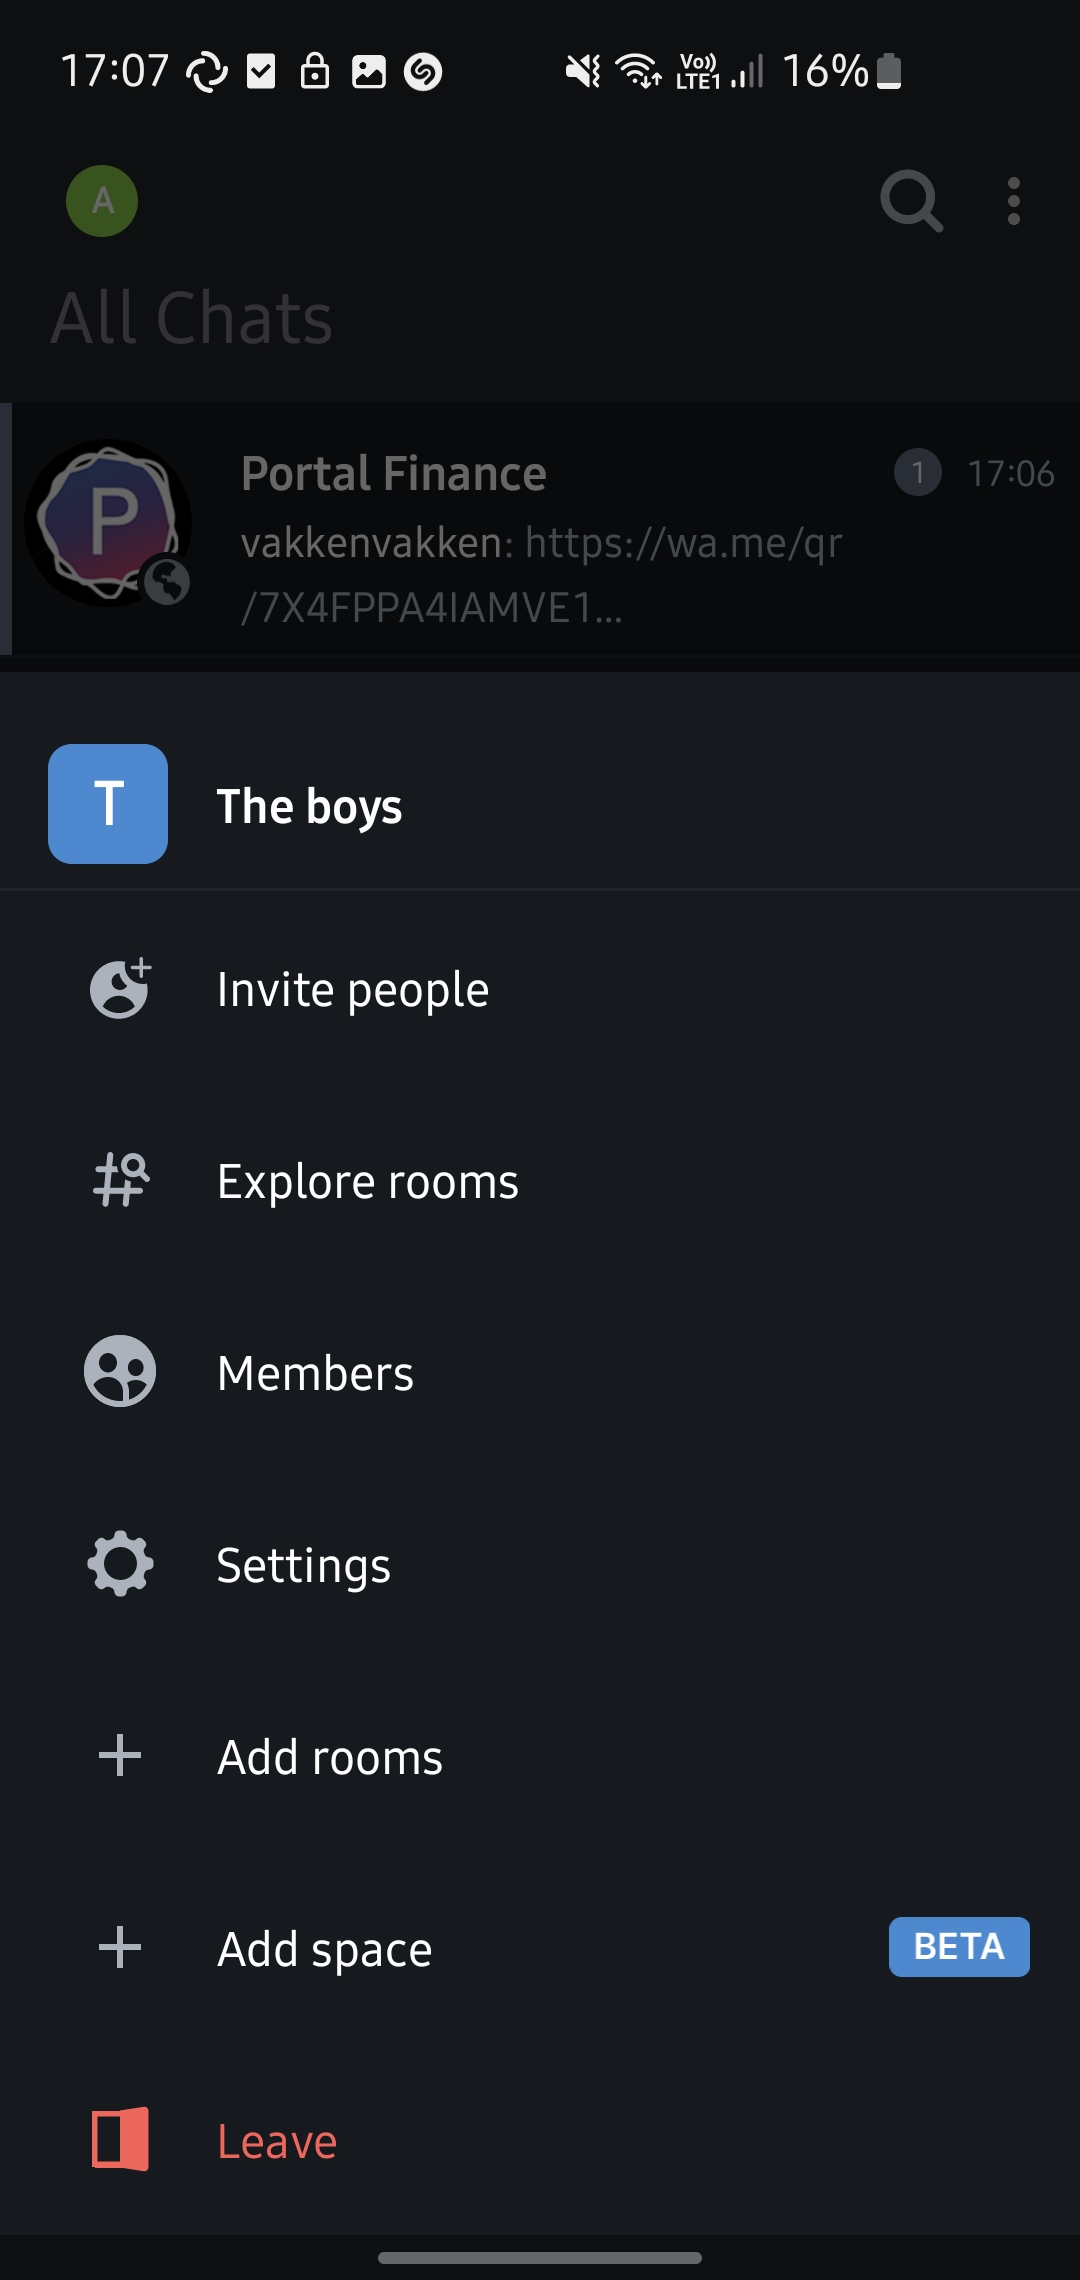 17:07
Vo)) LTE1 16%
A
All Chats
Portal Finance 1 17:06
vakkenvakken: https://wa.me/qr
/7X4FPPA4IAMVE1...
T The boys
Invite people
Explore rooms
Members
Settings
Add rooms
Add space BETA
Leave